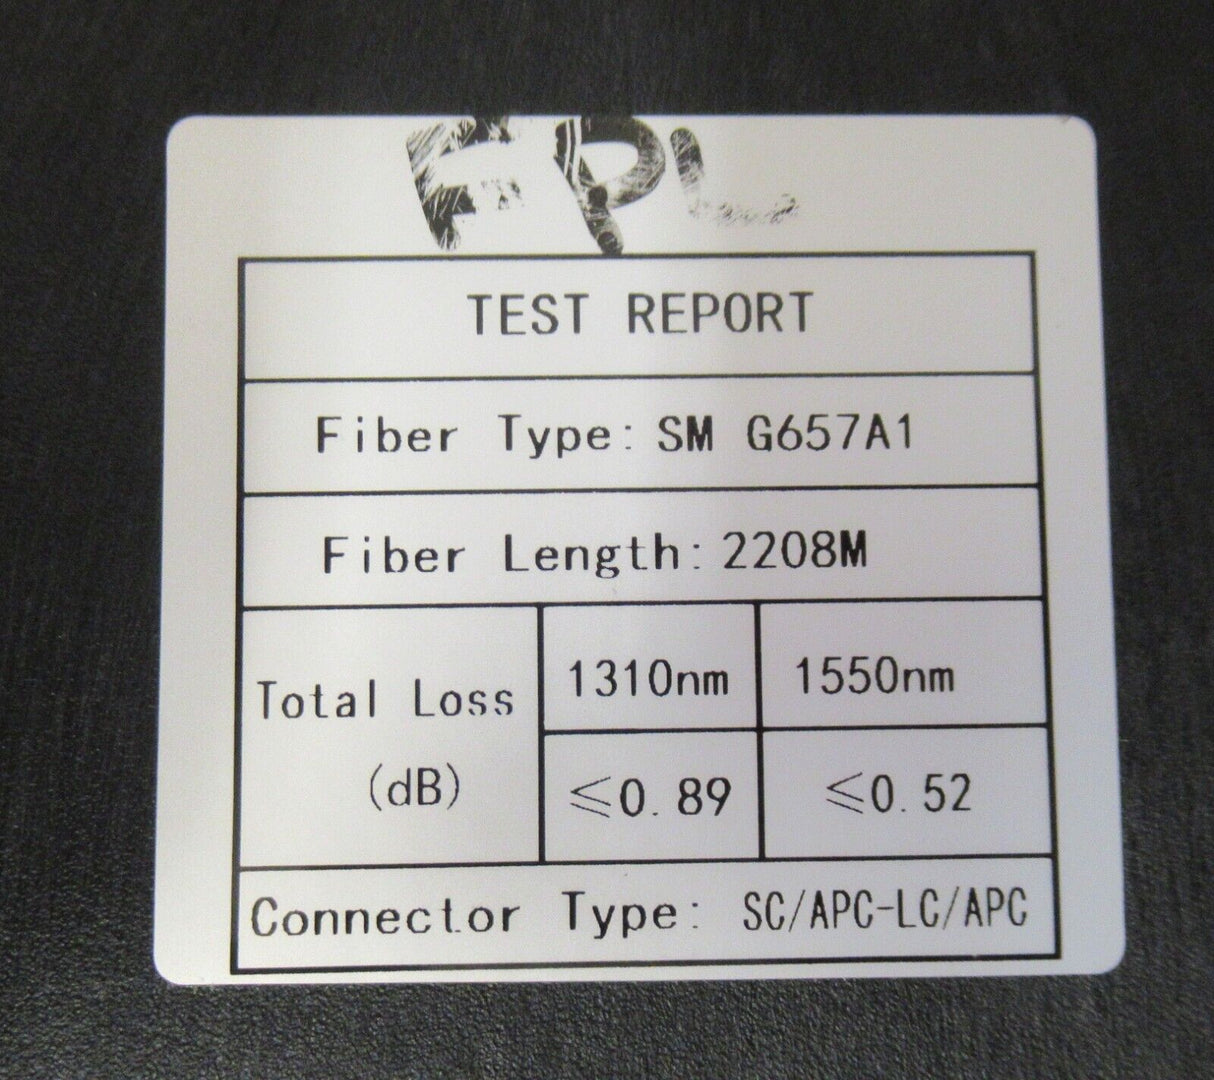 FPL
TEST REPORT
Fiber Type: SM G657A1
Fiber Length: 2208M
Total Loss (dB)
1310nm
1550nm
≤0.89
≤0.52
Connector Type: SC/APC-LC/APC